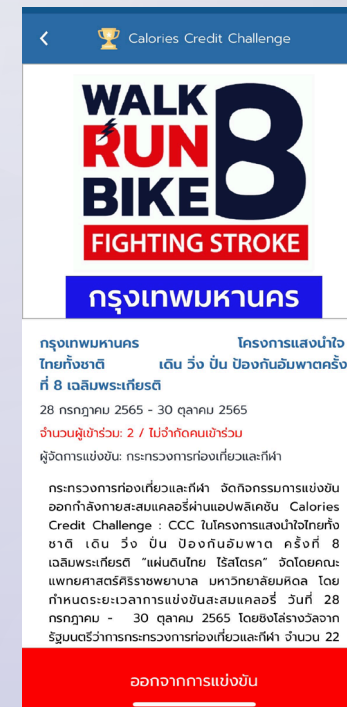 Calories Credit Challenge
WALK
RUN
BIKE
8
FIGHTING STROKE
กรุงเทพมหานคร
กรุงเทพมหานคร โครงการแสงนำใจ
ไทยทั้งชาติ เดิน วิ่ง ปั่น ป้องกันอัมพาตครั้ง
ที่ 8 เฉลิมพระเกียรติ
28 กรกฎาคม 2565 - 30 ตุลาคม 2565
จำนวนผู้เข้าร่วม: 2 / ไม่จำกัดคนเข้าร่วม
ผู้จัดการแข่งขัน: กระทรวงการท่องเที่ยวและกีฬา
กระทรวงการท่องเที่ยวและกีฬา จัดกิจกรรมการแข่งขัน
ออกกำลังกายสะสมแคลอรี่ผ่านแอปพลิเคชัน Calories
Credit Challenge : CCC ในโครงการแสงนำใจไทยทั้ง
ชาติ เดิน วิ่ง ปั่น ป้องกันอัมพาต ครั้งที่ 8
เฉลิมพระเกียรติ "แผ่นดินไทย ไร้สโตรค" จัดโดยคณะ
แพทยศาสตร์ศิริราชพยาบาล มหาวิทยาลัยมหิดล โดย
กำหนดระยะเวลาการแข่งขันสะสมแคลอรี่ วันที่ 28
กรกฎาคม - 30 ตุลาคม 2565 โดยชิงโล่รางวัลจาก
รัฐมนตรีว่าการกระทรวงการท่องเที่ยวและกีฬา จำนวน 22
ออกจากการแข่งขัน